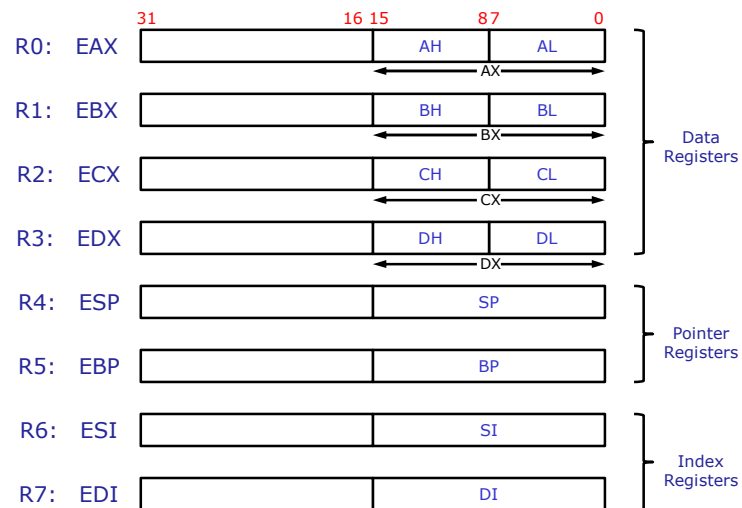 31 16 15 8 7 0
R0: EAX AH AL
AX
R1: EBX BH BL
BX
Data
Registers
R2: ECX CH CL
CX
R3: EDX DH DL
DX
R4: ESP SP
Pointer
Registers
R5: EBP BP
R6: ESI SI
Index
Registers
R7: EDI DI